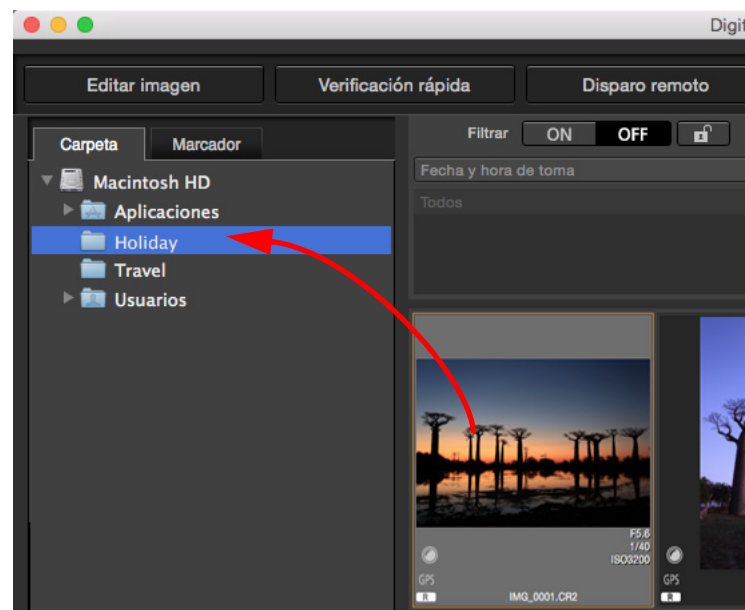 Digit
Editar imagen
Verificación rápida
Disparo remoto
Carpeta
Marcador
Filtrar
ON
OFF
Fecha y hora de toma
Todos
Macintosh HD
Aplicaciones
Holiday
Travel
Usuarios
F5.6
1/40
ISO3200
GPS
R
IMG_0001.CR2
GPS
R